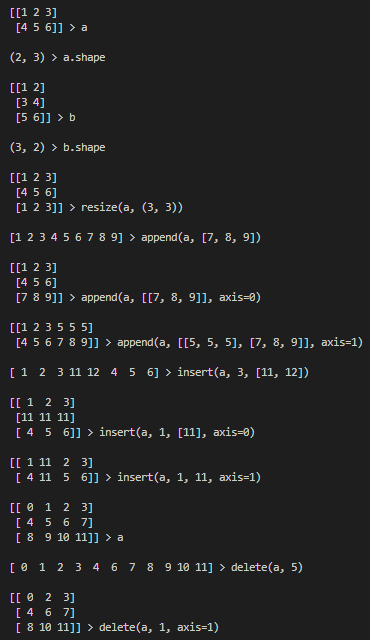 [[1 2 3]
 [4 5 6]] > a
(2, 3) > a.shape
[[1 2]
 [3 4]
 [5 6]] > b
(3, 2) > b.shape
[[1 2 3]
 [4 5 6]
 [1 2 3]] > resize(a, (3, 3))
[1 2 3 4 5 6 7 8 9] > append(a, [7, 8, 9])
[[1 2 3]
 [4 5 6]
 [7 8 9]] > append(a, [[7, 8, 9]], axis=0)
[[1 2 3 5 5 5]
 [4 5 6 7 8 9]] > append(a, [[5, 5, 5], [7, 8, 9]], axis=1)
[ 1  2  3 11 12  4  5  6] > insert(a, 3, [11, 12])
[[ 1  2  3]
 [11 11 11]
 [ 4  5  6]] > insert(a, 1, [11], axis=0)
[[ 1 11  2  3]
 [ 4 11  5  6]] > insert(a, 1, 11, axis=1)
[[ 0  1  2  3]
 [ 4  5  6  7]
 [ 8  9 10 11]] > a
[ 0  1  2  3  4  6  7  8  9 10 11] > delete(a, 5)
[[ 0  2  3]
 [ 4  6  7]
 [ 8 10 11]] > delete(a, 1, axis=1)